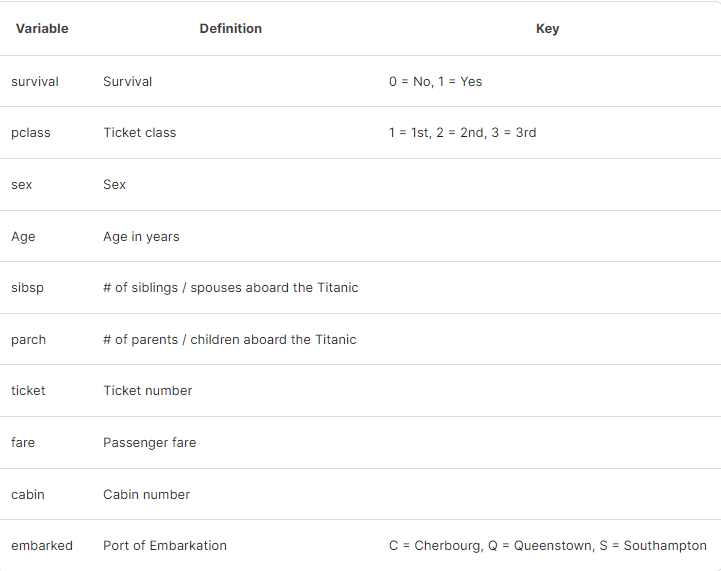 Variable Definition Key
survival Survival 0 = No, 1 = Yes
pclass Ticket class 1 = 1st, 2 = 2nd, 3 = 3rd
sex Sex
Age Age in years
sibsp # of siblings / spouses aboard the Titanic
parch # of parents / children aboard the Titanic
ticket Ticket number
fare Passenger fare
cabin Cabin number
embarked Port of Embarkation C = Cherbourg, Q = Queenstown, S = Southampton